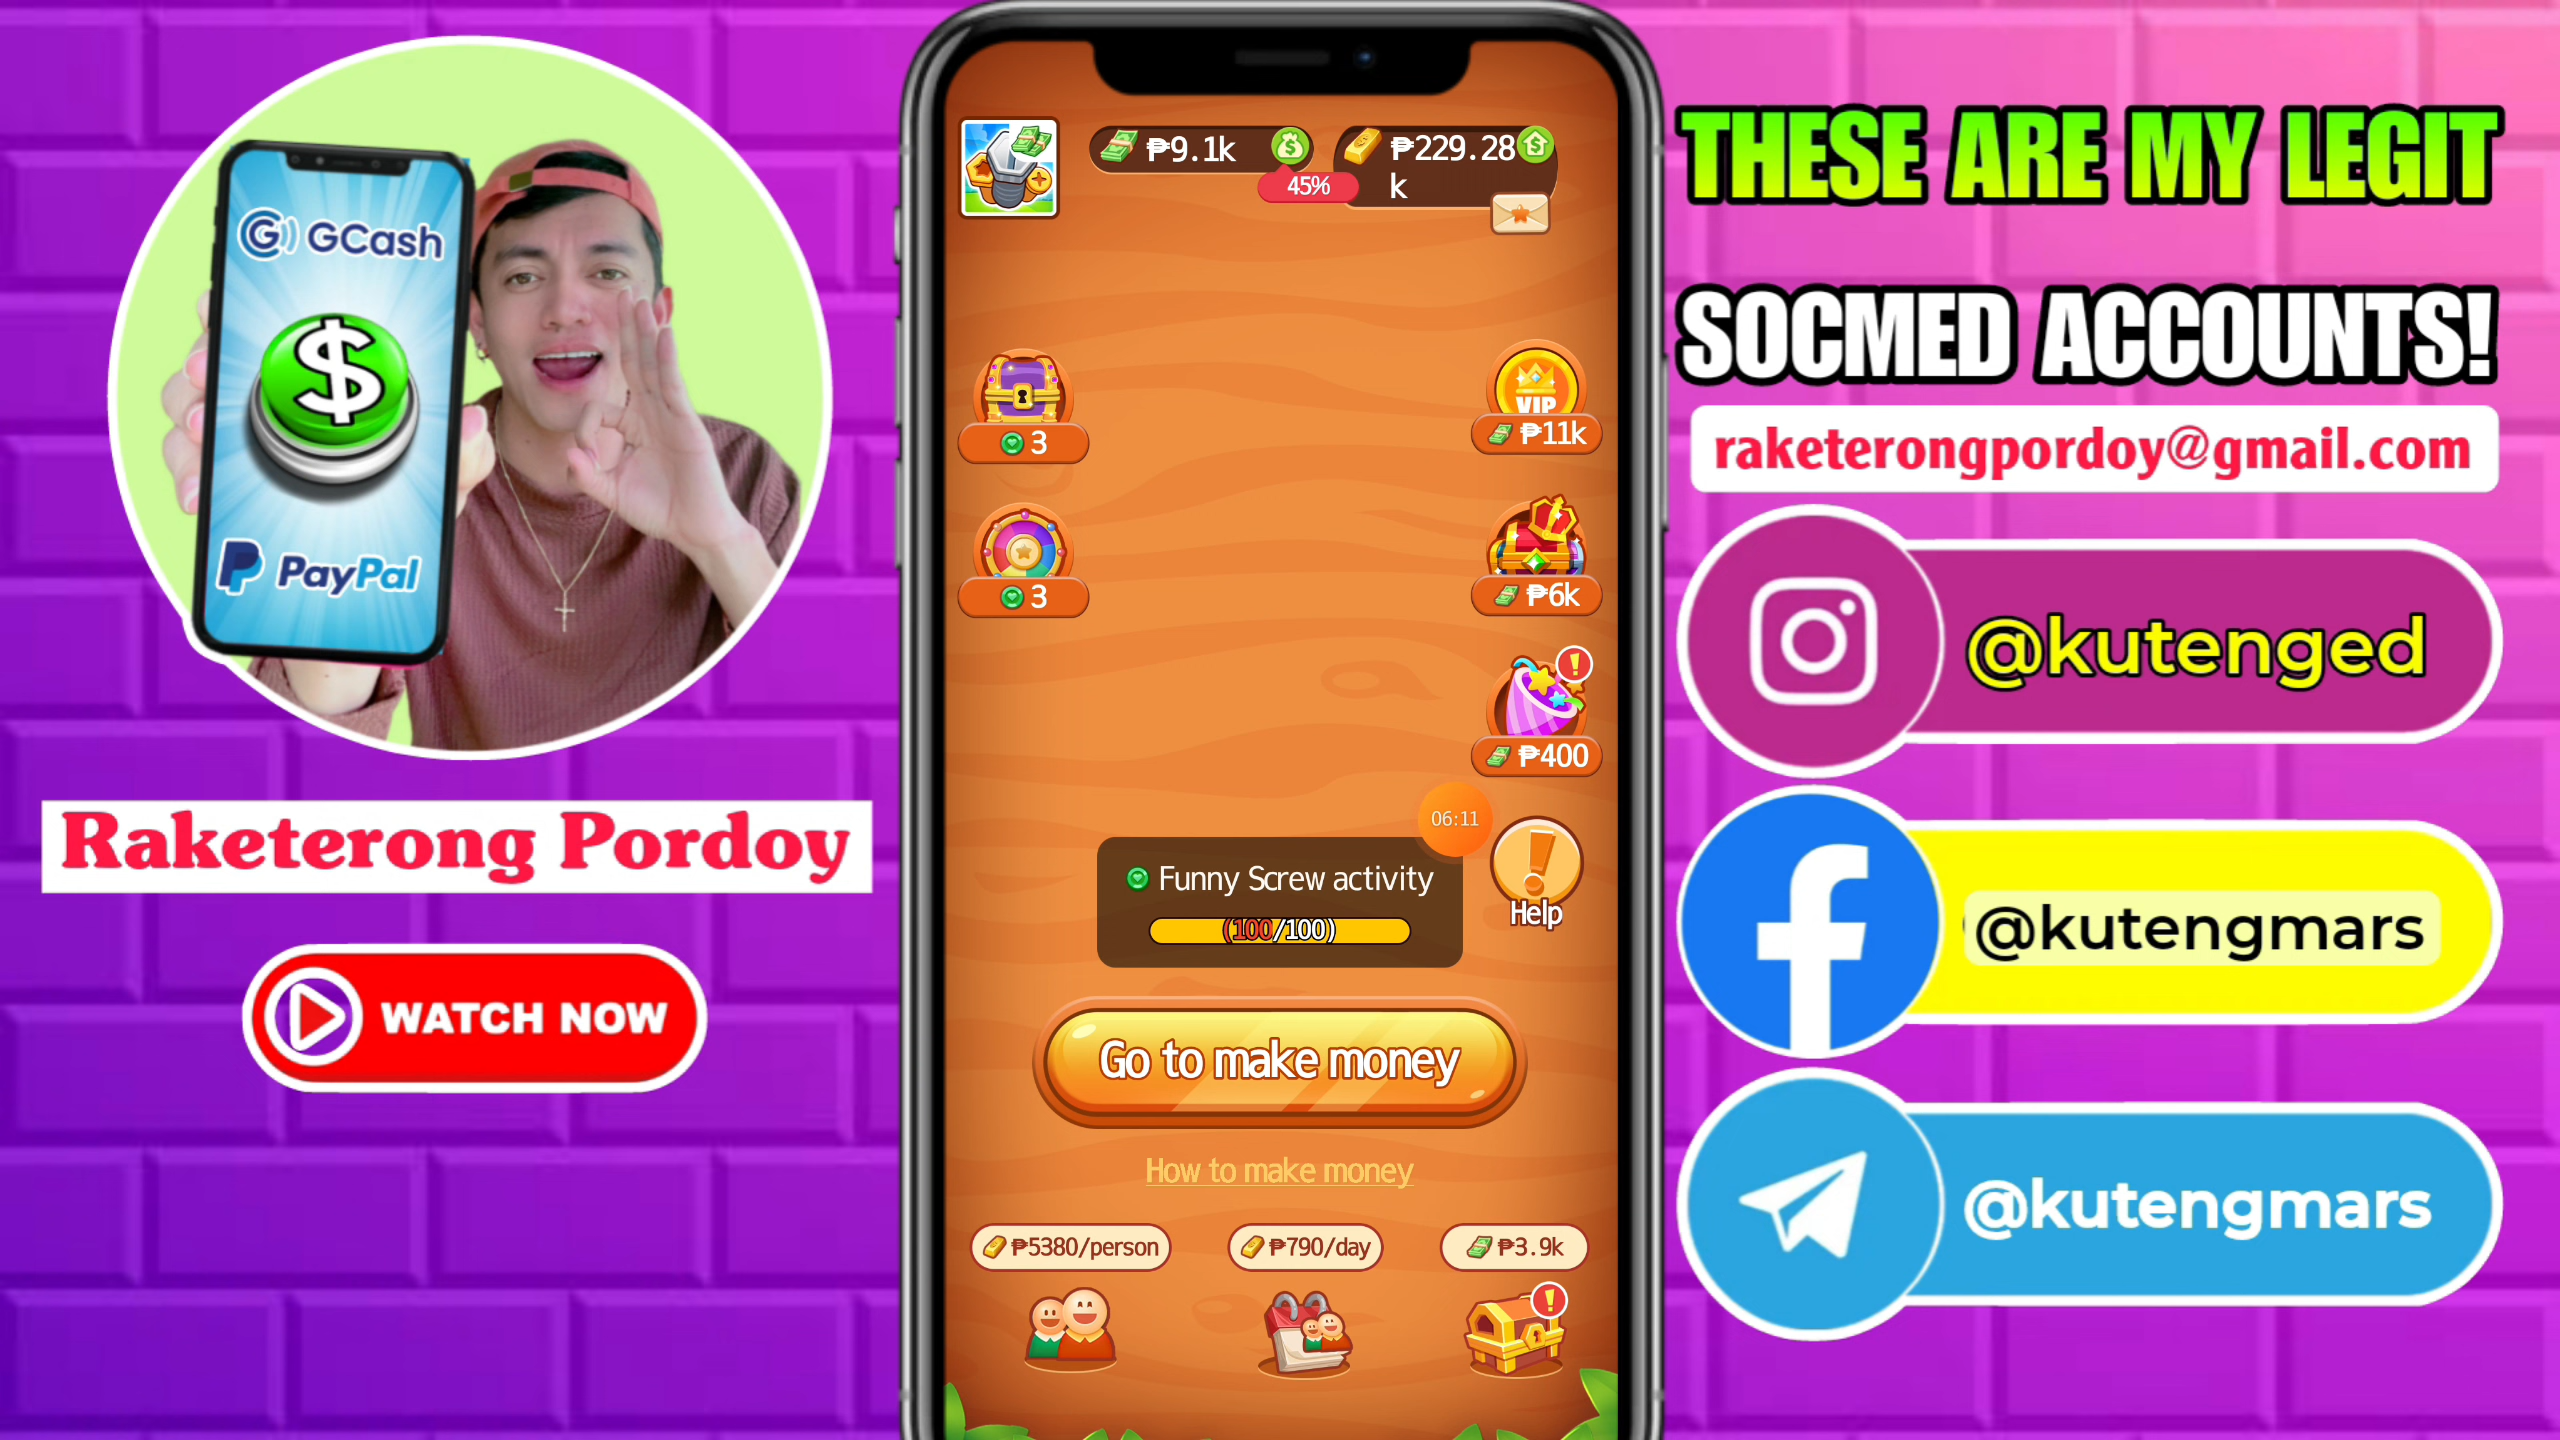 GCash
$
PayPal
Raketerong Pordoy
WATCH NOW
₱9.1k
45%
₱229.28
k
3
3
VIP
₱11k
₱6k
₱400
06:11
Funny Screw activity
(100/100)
Help
Go to make money
How to make money
₱5380/person
₱790/day
₱3.9k
THESE ARE MY LEGIT
SOCMED ACCOUNTS!
raketerongpordoy@gmail.com
@kutenged
@kutengmars
@kutengmars